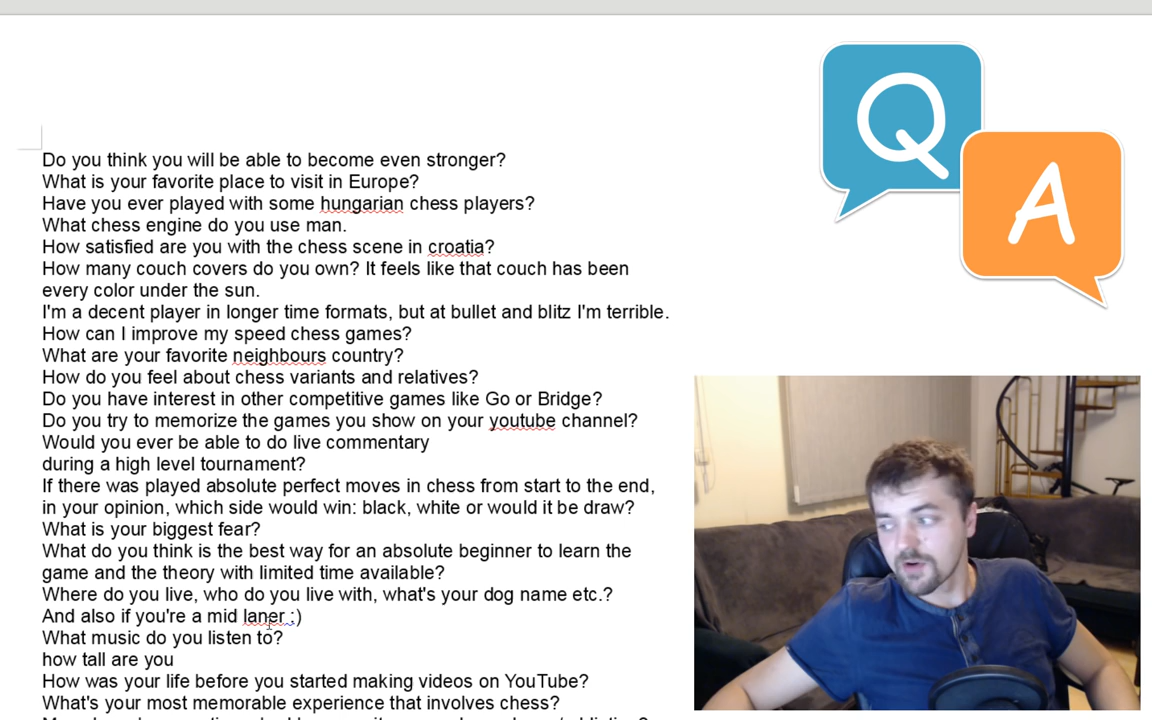 Q
A
Do you think you will be able to become even stronger?
What is your favorite place to visit in Europe?
Have you ever played with some hungarian chess players?
What chess engine do you use man.
How satisfied are you with the chess scene in croatia?
How many couch covers do you own? It feels like that couch has been
every color under the sun.
I'm a decent player in longer time formats, but at bullet and blitz I'm terrible.
How can I improve my speed chess games?
What are your favorite neighbours country?
How do you feel about chess variants and relatives?
Do you have interest in other competitive games like Go or Bridge?
Do you try to memorize the games you show on your youtube channel?
Would you ever be able to do live commentary
during a high level tournament?
If there was played absolute perfect moves in chess from start to the end,
in your opinion, which side would win: black, white or would it be draw?
What is your biggest fear?
What do you think is the best way for an absolute beginner to learn the
game and the theory with limited time available?
Where do you live, who do you live with, what's your dog name etc.?
And also if you're a mid laner :)
What music do you listen to?
how tall are you
How was your life before you started making videos on YouTube?
What's your most memorable experience that involves chess?